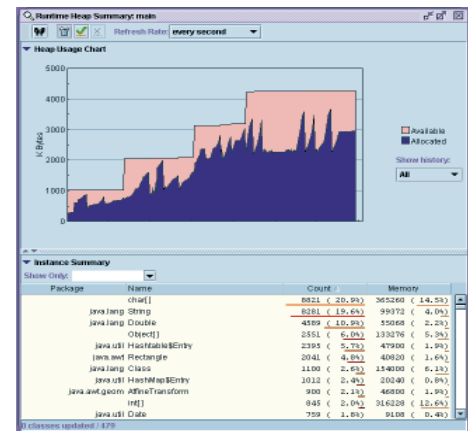 Runtime Heap Summary: main
Refresh Rate: every second
Heap Usage Chart
5000
4000
3000
2000
1000
0
K Bytes
Available
Allocated
Show history:
All
Instance Summary
Show Only:
Package Name Count Memory
char[] 8821 ( 20.9%) 365260 ( 14.5%)
java.lang String 8281 ( 19.6%) 99372 ( 4.0%)
java.lang Double 4589 ( 10.9%) 55068 ( 2.2%)
Object[] 2551 ( 6.0%) 133276 ( 5.3%)
java.util Hashtable$Entry 2395 ( 5.7%) 47900 ( 1.9%)
java.awt Rectangle 2041 ( 4.8%) 40820 ( 1.6%)
java.lang Class 1100 ( 2.6%) 154000 ( 6.1%)
java.util HashMap$Entry 1012 ( 2.4%) 20240 ( 0.8%)
java.awt.geom AffineTransform 900 ( 2.1%) 46800 ( 1.9%)
int[] 845 ( 2.0%) 316228 ( 12.6%)
java.util Date 759 ( 1.8%) 9108 ( 0.4%)
0 classes updated / 479